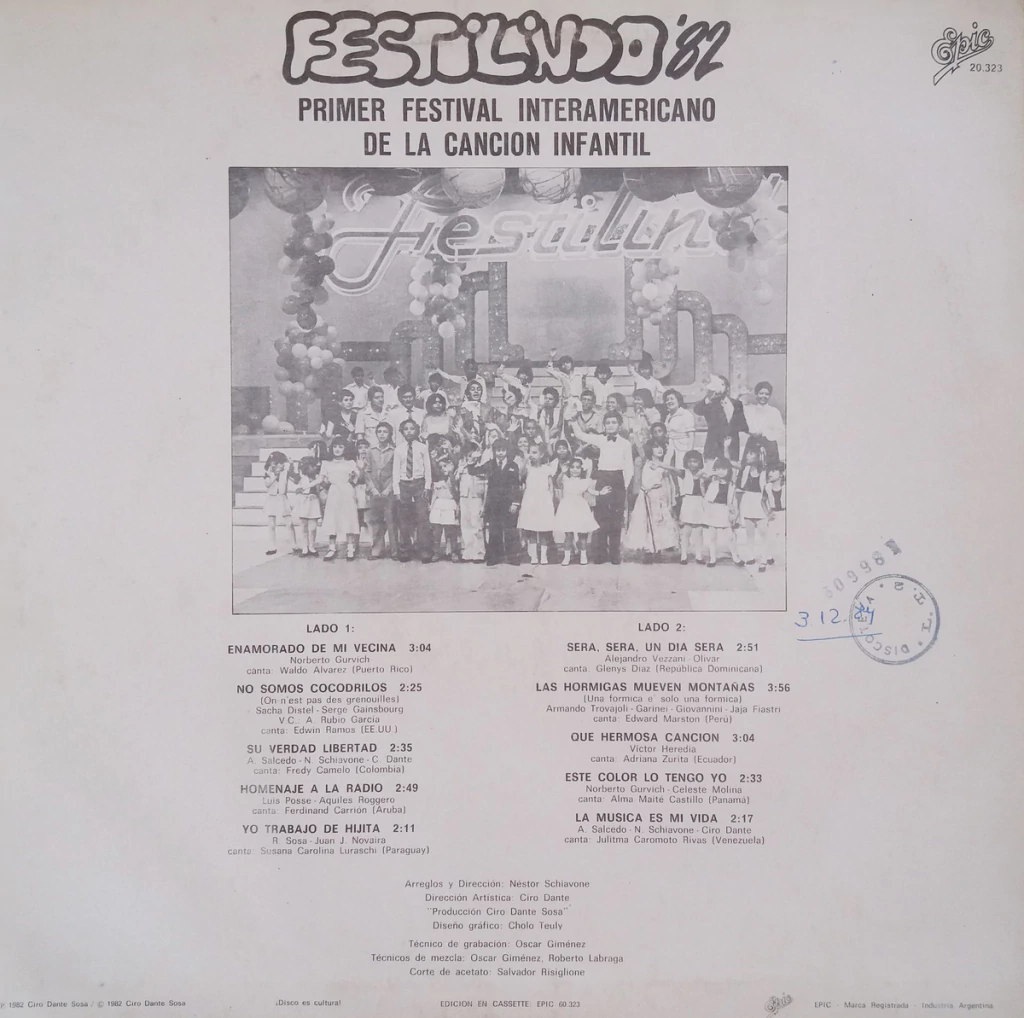 FESTILINDO '82
Epic
20.323
PRIMER FESTIVAL INTERAMERICANO
DE LA CANCION INFANTIL
Festilin
LADO 1:
ENAMORADO DE MI VECINA 3:04
Norberto Gurvich
canta: Waldo Alvarez (Puerto Rico)
NO SOMOS COCODRILOS 2:25
(On n'est pas des grenouilles)
Sacha Distel - Serge Gainsbourg
V.C.: A. Rubio García
canta: Edwin Ramos (EE.UU.)
SU VERDAD LIBERTAD 2:35
A. Salcedo - N. Schiavone - C. Dante
canta: Fredy Camelo (Colombia)
HOMENAJE A LA RADIO 2:49
Luis Posse - Aquiles Roggero
canta: Ferdinand Carrión (Aruba)
YO TRABAJO DE HIJITA 2:11
R. Sosa - Juan J. Novaira
canta: Susana Carolina Luraschi (Paraguay)
LADO 2:
SERA, SERA, UN DIA SERA 2:51
Alejandro Vezzani - Olivar
canta: Glenys Díaz (República Dominicana)
LAS HORMIGAS MUEVEN MONTAÑAS 3:56
(Una formica e' solo una formica)
Armando Trovajoli - Garinei - Giovannini - Jaja Fiastri
canta: Edward Marston (Perú)
QUE HERMOSA CANCION 3:04
Víctor Heredia
canta: Adriana Zurita (Ecuador)
ESTE COLOR LO TENGO YO 2:33
Norberto Gurvich - Celeste Molina
canta: Alma Maité Castillo (Panamá)
LA MUSICA ES MI VIDA 2:17
A. Salcedo - N. Schiavone - Ciro Dante
canta: Julitma Caromoto Rivas (Venezuela)
60996
3.12.84
DISCOTECA L.T. 2
Arreglos y Dirección: Néstor Schiavone
Dirección Artística: Ciro Dante
"Producción Ciro Dante Sosa"
Diseño gráfico: Cholo Teuly
Técnico de grabación: Oscar Giménez
Técnicos de mezcla: Oscar Giménez, Roberto Labraga
Corte de acetato: Salvador Risiglione
℗ 1982 Ciro Dante Sosa / © 1982 Ciro Dante Sosa
¡Disco es cultura!
EDICION EN CASSETTE: EPIC 60.323
Epic
EPIC - Marca Registrada - Industria Argentina